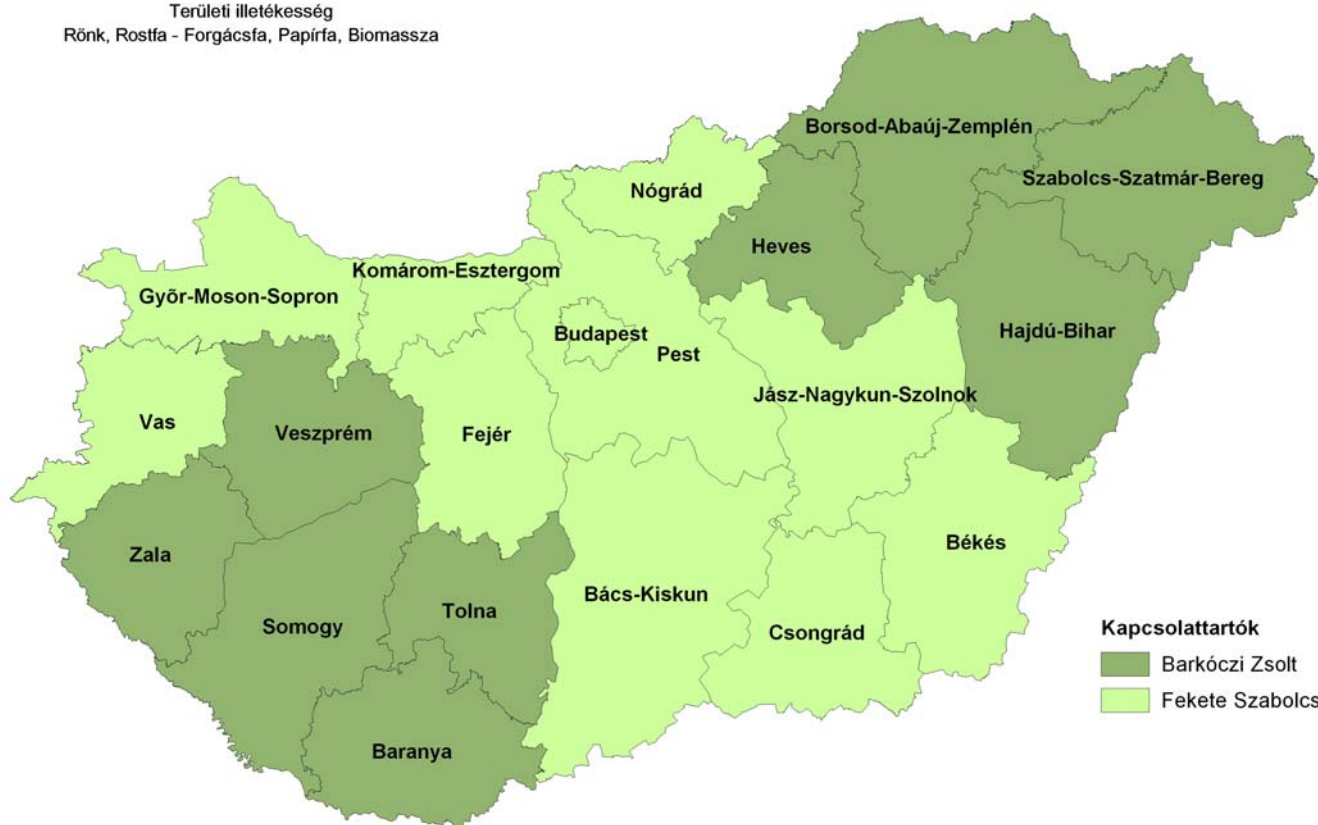 Területi illetékesség
Rönk, Rostfa - Forgácsfa, Papírfa, Biomassza
Borsod-Abaúj-Zemplén
Szabolcs-Szatmár-Bereg
Nógrád
Heves
Komárom-Esztergom
Gyõr-Moson-Sopron
Hajdú-Bihar
Budapest
Pest
Jász-Nagykun-Szolnok
Vas
Veszprém
Fejér
Békés
Zala
Bács-Kiskun
Tolna
Somogy
Csongrád
Baranya
Kapcsolattartók
Barkóczi Zsolt
Fekete Szabolcs